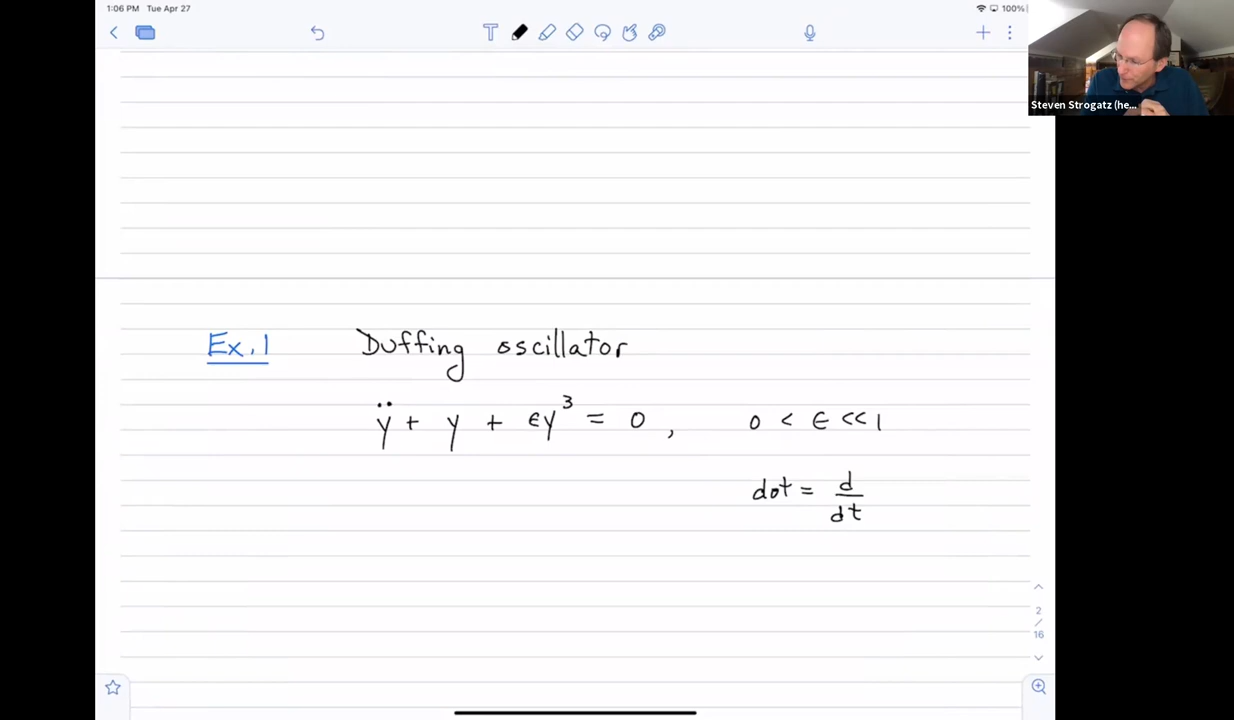 1:06 PM Tue Apr 27
100%
T
Steven Strogatz (he...
Ex. 1 Duffing oscillator
ÿ + y + ϵy³ = 0, 0 < ϵ << 1
dot = d/dt
2
/
16